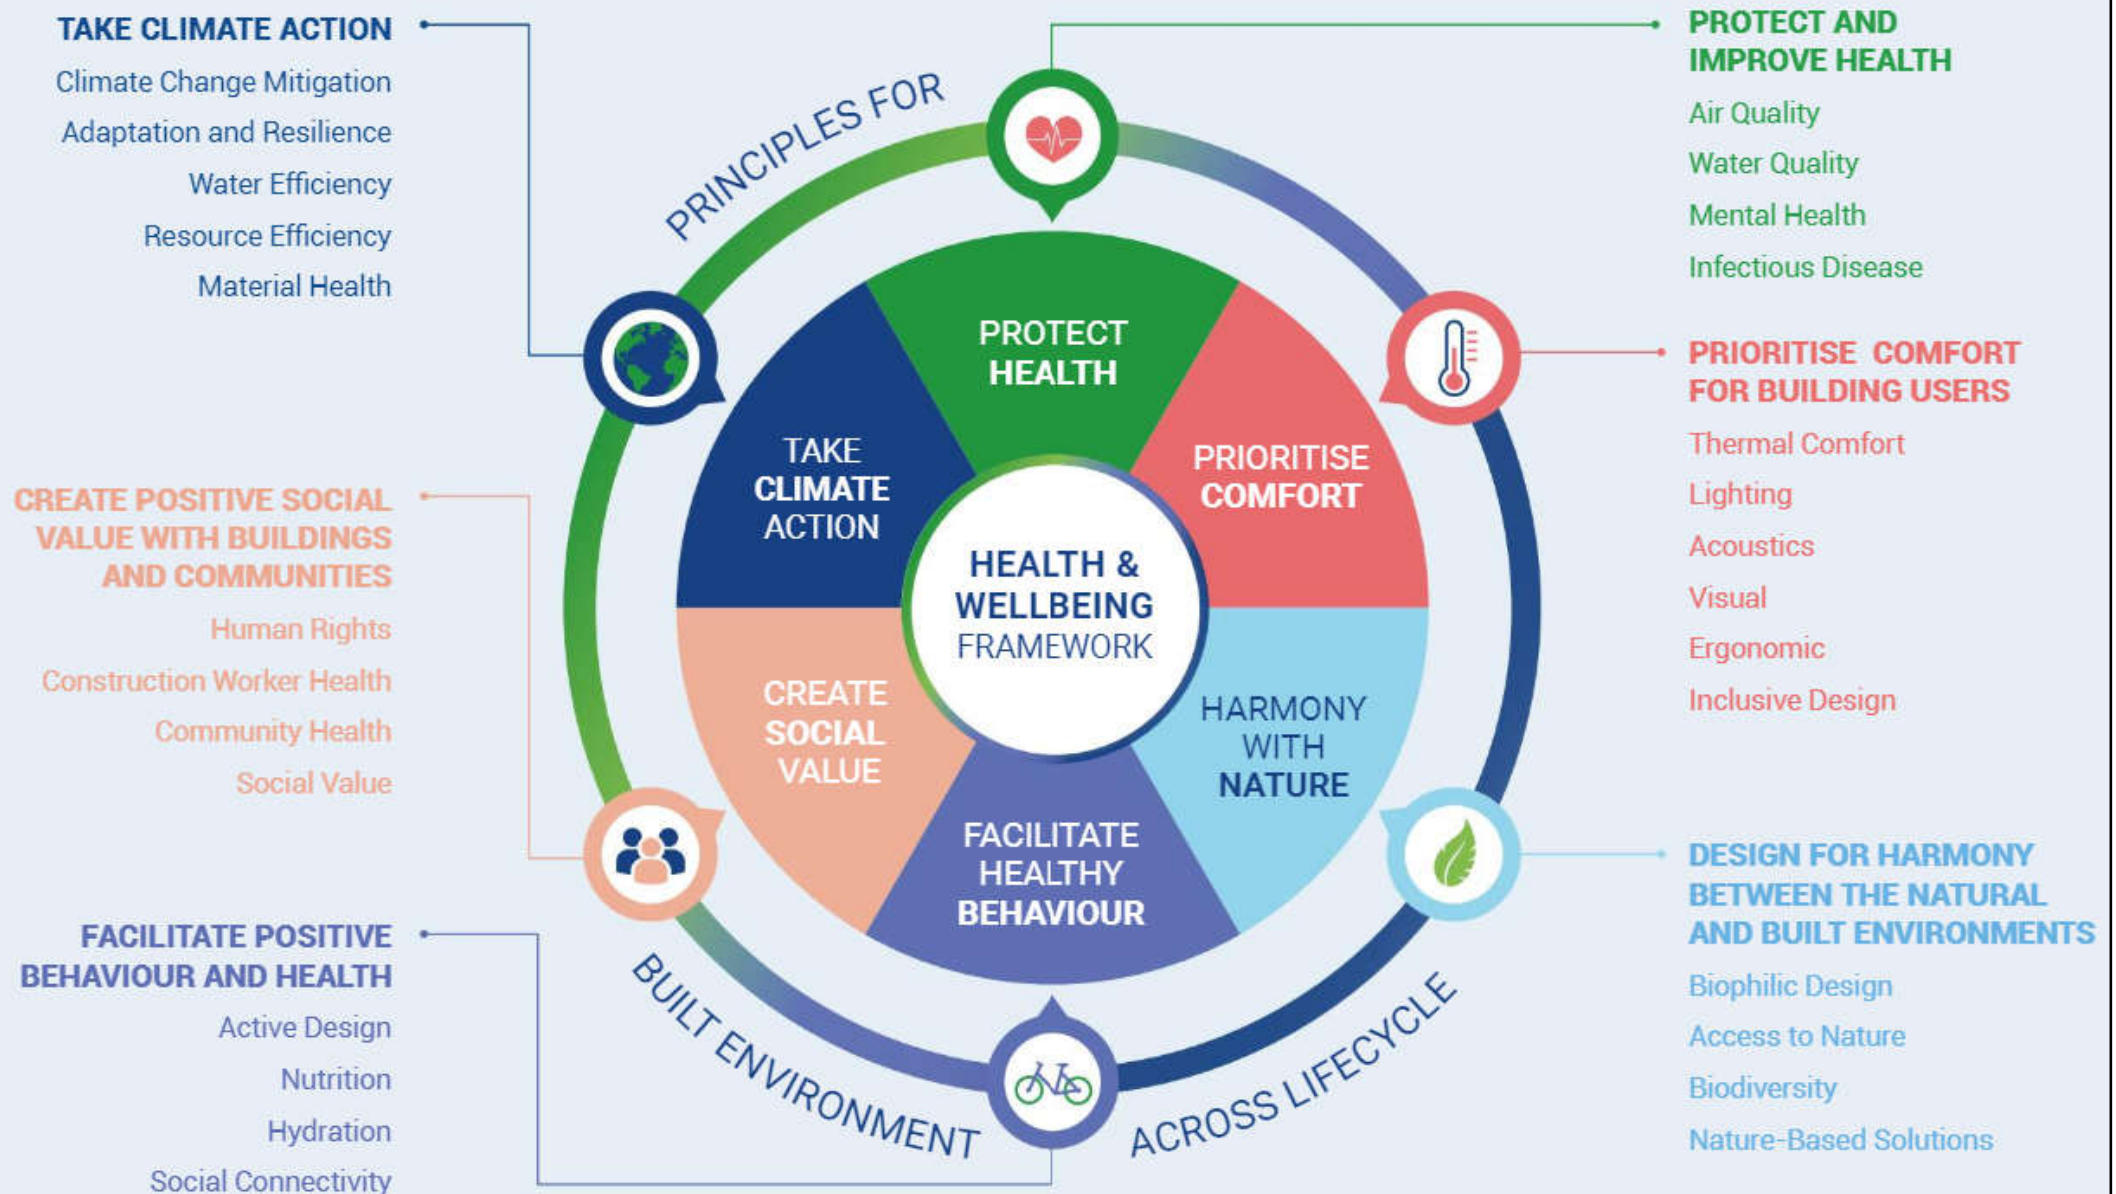 TAKE CLIMATE ACTION
Climate Change Mitigation
Adaptation and Resilience
Water Efficiency
Resource Efficiency
Material Health
CREATE POSITIVE SOCIAL
VALUE WITH BUILDINGS
AND COMMUNITIES
Human Rights
Construction Worker Health
Community Health
Social Value
FACILITATE POSITIVE
BEHAVIOUR AND HEALTH
Active Design
Nutrition
Hydration
Social Connectivity
PRINCIPLES FOR
BUILT ENVIRONMENT
ACROSS LIFECYCLE
PROTECT
HEALTH
PRIORITISE
COMFORT
HARMONY
WITH
NATURE
FACILITATE
HEALTHY
BEHAVIOUR
CREATE
SOCIAL
VALUE
TAKE
CLIMATE
ACTION
HEALTH &
WELLBEING
FRAMEWORK
PROTECT AND
IMPROVE HEALTH
Air Quality
Water Quality
Mental Health
Infectious Disease
PRIORITISE COMFORT
FOR BUILDING USERS
Thermal Comfort
Lighting
Acoustics
Visual
Ergonomic
Inclusive Design
DESIGN FOR HARMONY
BETWEEN THE NATURAL
AND BUILT ENVIRONMENTS
Biophilic Design
Access to Nature
Biodiversity
Nature-Based Solutions